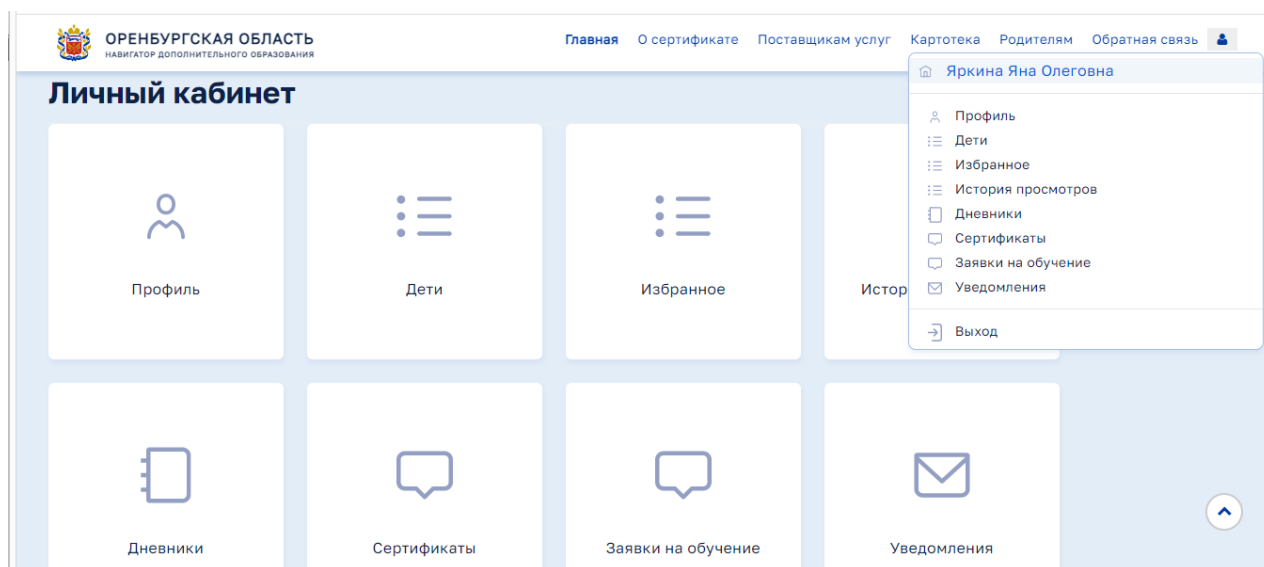 ОРЕНБУРГСКАЯ ОБЛАСТЬ
НАВИГАТОР ДОПОЛНИТЕЛЬНОГО ОБРАЗОВАНИЯ
Главная О сертификате Поставщикам услуг Картотека Родителям Обратная связь
Яркина Яна Олеговна
Личный кабинет
Профиль
Дети
Избранное
История просмотров
Дневники
Сертификаты
Заявки на обучение
Уведомления
Выход
Профиль
Дети
Избранное
Истор
Дневники
Сертификаты
Заявки на обучение
Уведомления